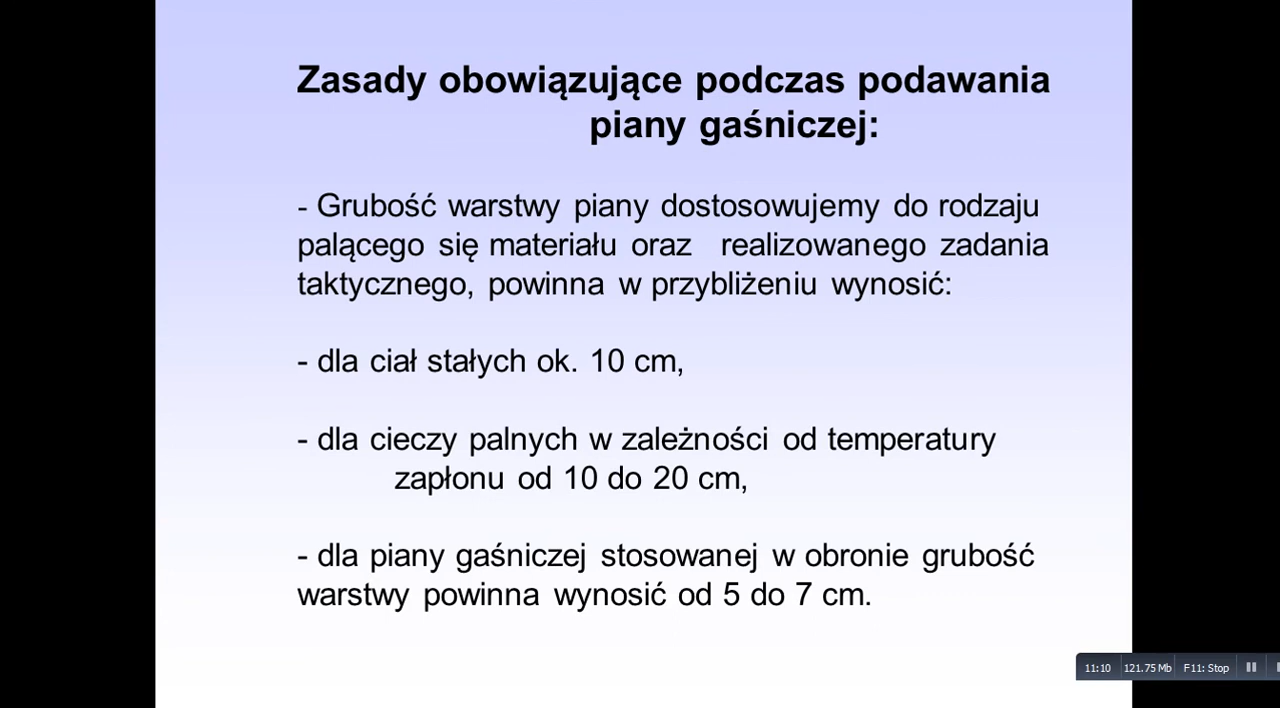 Zasady obowiązujące podczas podawania
piany gaśniczej:
- Grubość warstwy piany dostosowujemy do rodzaju
palącego się materiału oraz realizowanego zadania
taktycznego, powinna w przybliżeniu wynosić:
- dla ciał stałych ok. 10 cm,
- dla cieczy palnych w zależności od temperatury
zapłonu od 10 do 20 cm,
- dla piany gaśniczej stosowanej w obronie grubość
warstwy powinna wynosić od 5 do 7 cm.
11:10 121.75 Mb F11: Stop